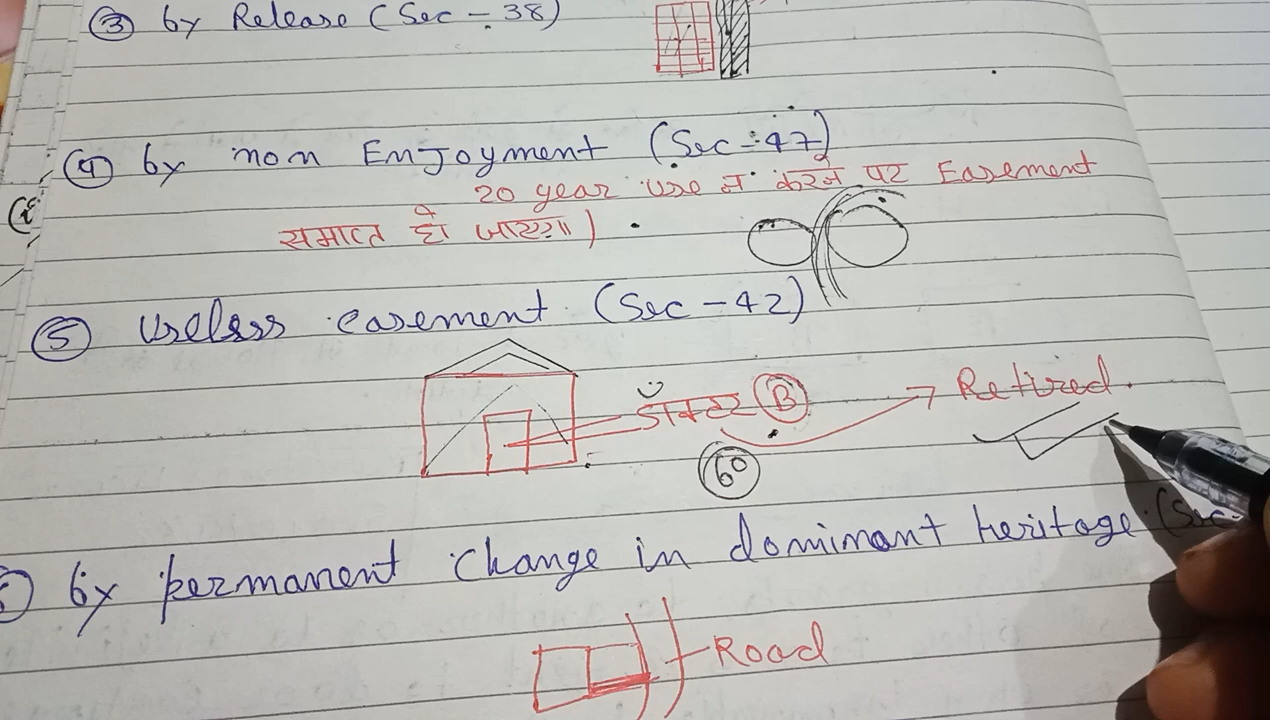 ③ by Release (Sec - 38)
④ by non Enjoyment (Sec - 47)
20 year use न करने पर Easement
समाप्त हो जाएगा)
⑤ Useless easement (Sec - 42)
डॉक्टर Ⓑ → Retired.
60
by permanent change in dominant heritage (Sec-
Road